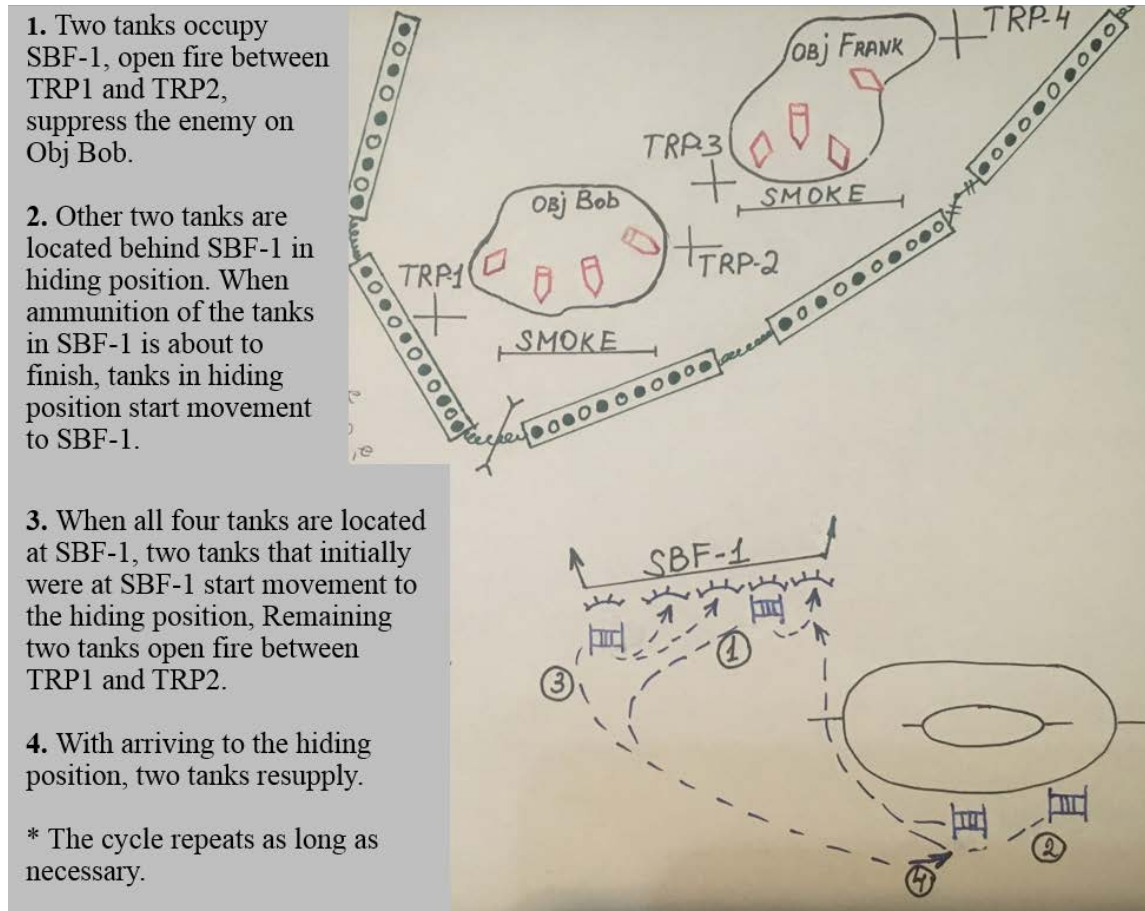 1. Two tanks occupy
SBF-1, open fire between
TRP1 and TRP2,
suppress the enemy on
Obj Bob.
2. Other two tanks are
located behind SBF-1 in
hiding position. When
ammunition of the tanks
in SBF-1 is about to
finish, tanks in hiding
position start movement
to SBF-1.
3. When all four tanks are located
at SBF-1, two tanks that initially
were at SBF-1 start movement to
the hiding position, Remaining
two tanks open fire between
TRP1 and TRP2.
4. With arriving to the hiding
position, two tanks resupply.
* The cycle repeats as long as
necessary.
TRP-4
Obj FRANK
TRP-3
SMOKE
Obj Bob
TRP-2
TRP-1
SMOKE
SBF-1
1
3
2
4